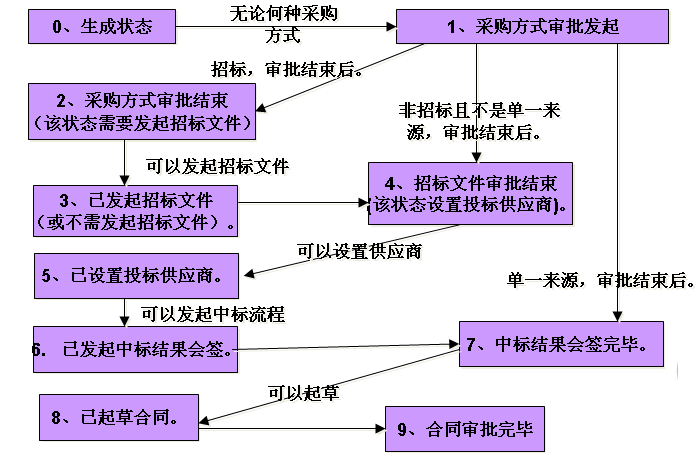 0、生成状态
无论何种采购
方式
1、采购方式审批发起
招标，审批结束后。
2、采购方式审批结束
（该状态需要发起招标文件）
非招标且不是单一来
源，审批结束后。
可以发起招标文件
3、已发起招标文件
（或不需发起招标文件）。
4、招标文件审批结束
(该状态设置投标供应商)。
可以设置供应商
5、已设置投标供应商。
单一来源，审批结束后。
可以发起中标流程
6. 已发起中标结果会签。
7、中标结果会签完毕。
可以起草
8、已起草合同。
9、合同审批完毕